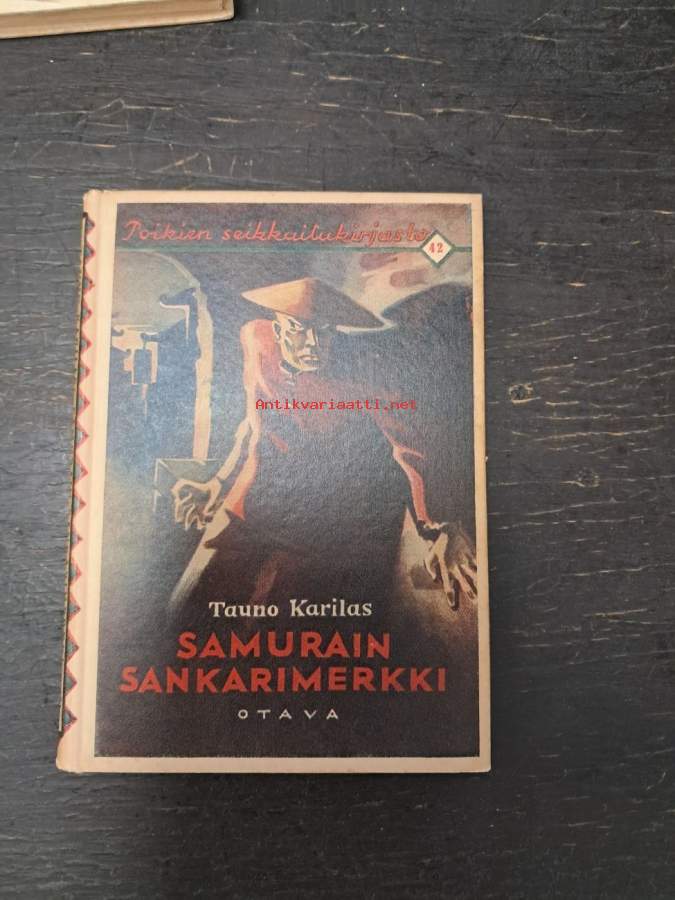 Poikien seikkailukirjasto
42
Antikvariaatti.net
Tauno Karilas
SAMURAIN
SANKARIMERKKI
OTAVA